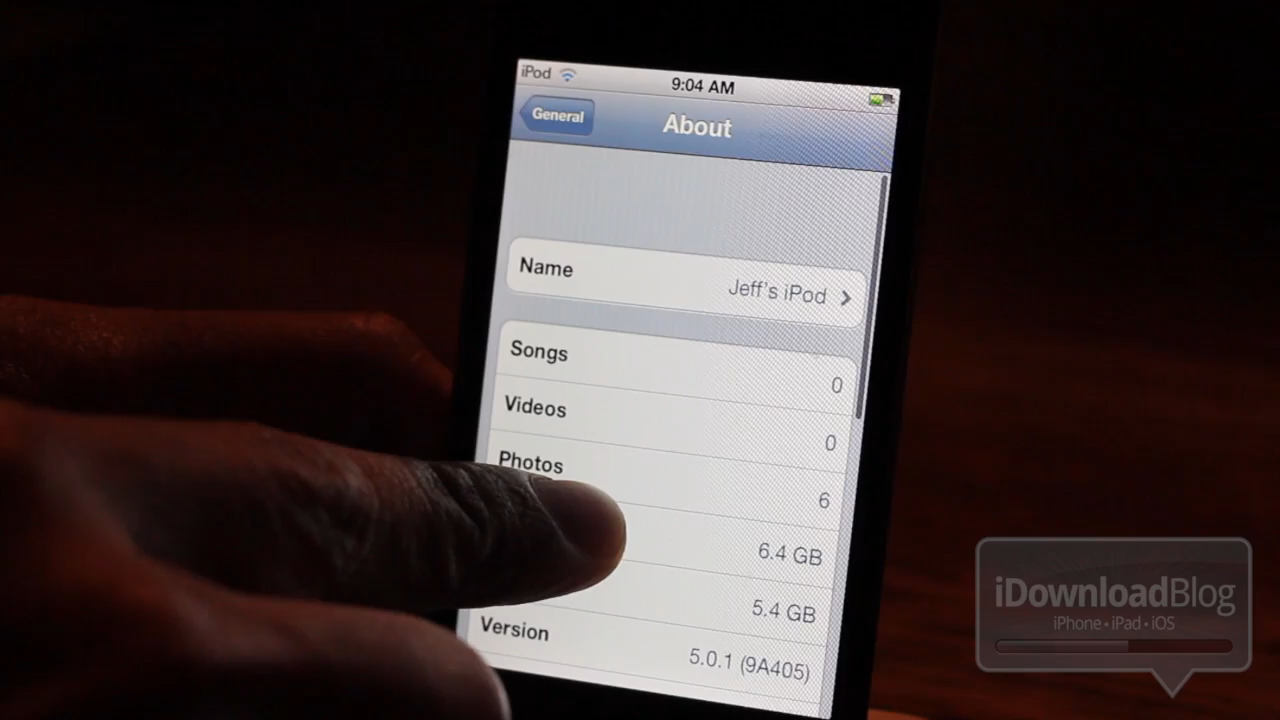 iPod
9:04 AM
General
About
Name
Jeff's iPod
Songs
0
Videos
0
Photos
6
6.4 GB
5.4 GB
Version
5.0.1 (9A405)
iDownloadBlog
iPhone • iPad • iOS